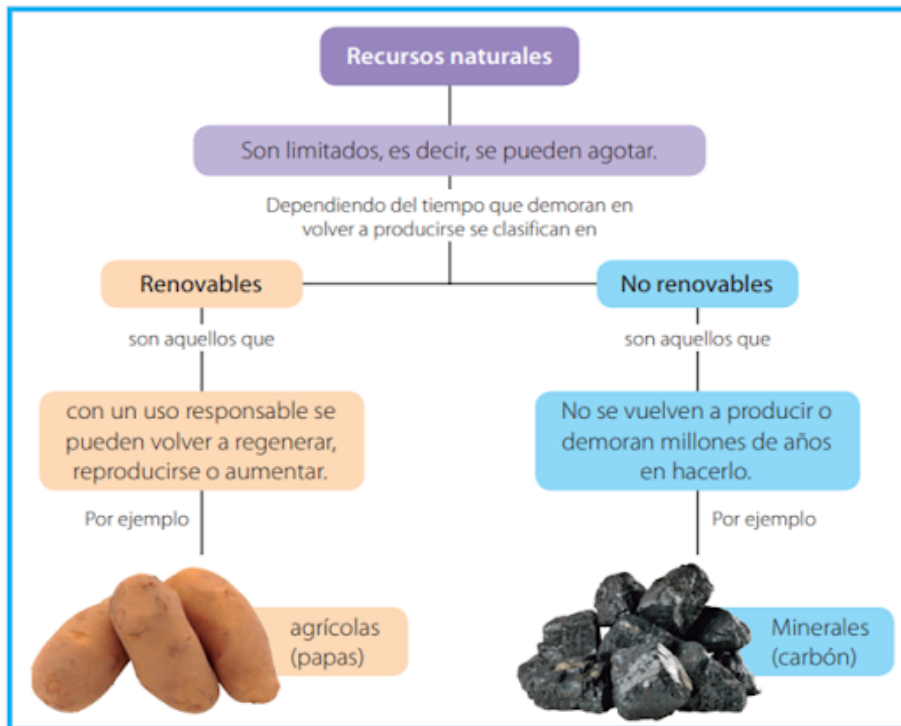 Recursos naturales
Son limitados, es decir, se pueden agotar.
Dependiendo del tiempo que demoran en
volver a producirse se clasifican en
Renovables
son aquellos que
con un uso responsable se
pueden volver a regenerar,
reproducirse o aumentar.
Por ejemplo
agrícolas
(papas)
No renovables
son aquellos que
No se vuelven a producir o
demoran millones de años
en hacerlo.
Por ejemplo
Minerales
(carbón)